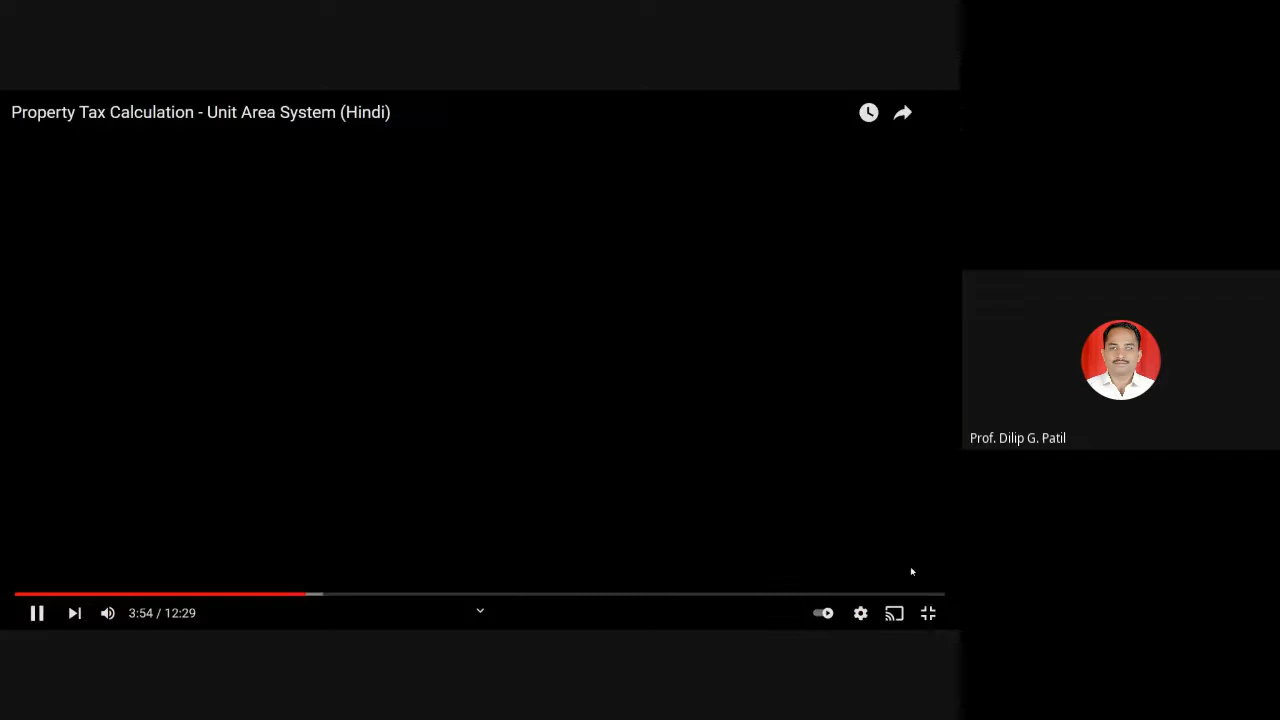 Property Tax Calculation - Unit Area System (Hindi)
Prof. Dilip G. Patil
3:54 / 12:29